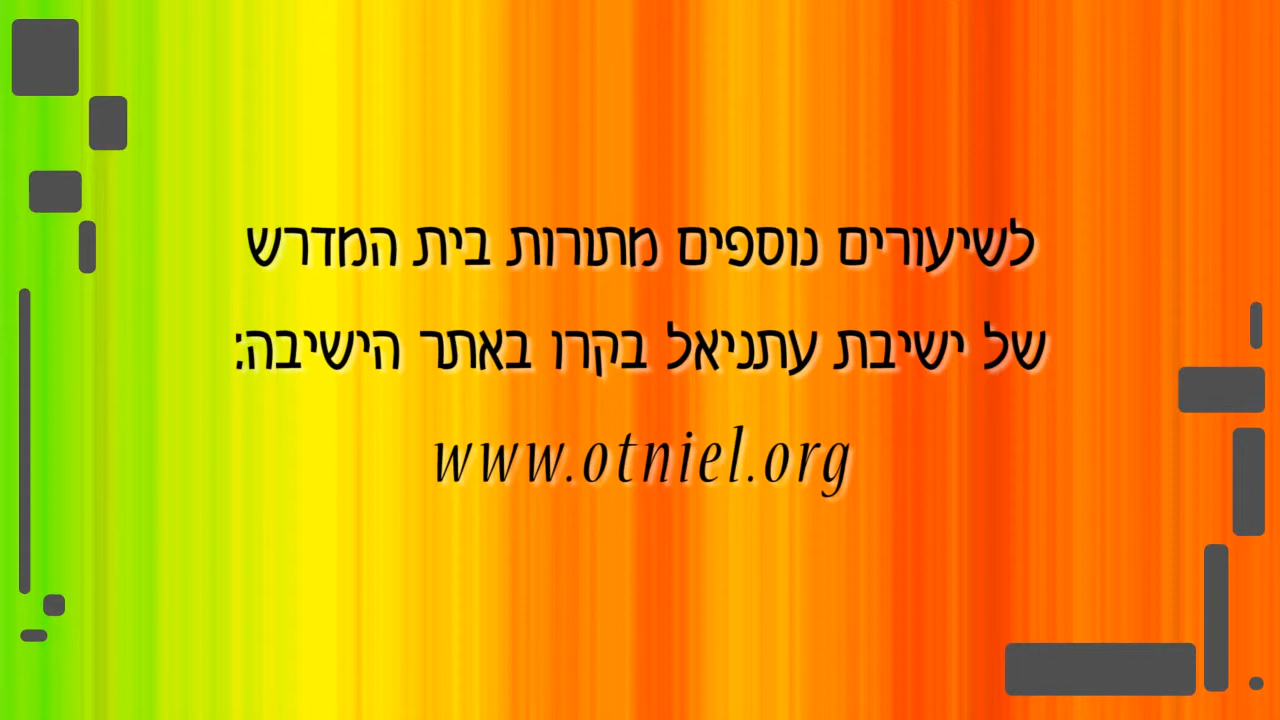 לשיעורים נוספים מתורות בית המדרש
של ישיבת עתניאל בקרו באתר הישיבה:
www.otniel.org